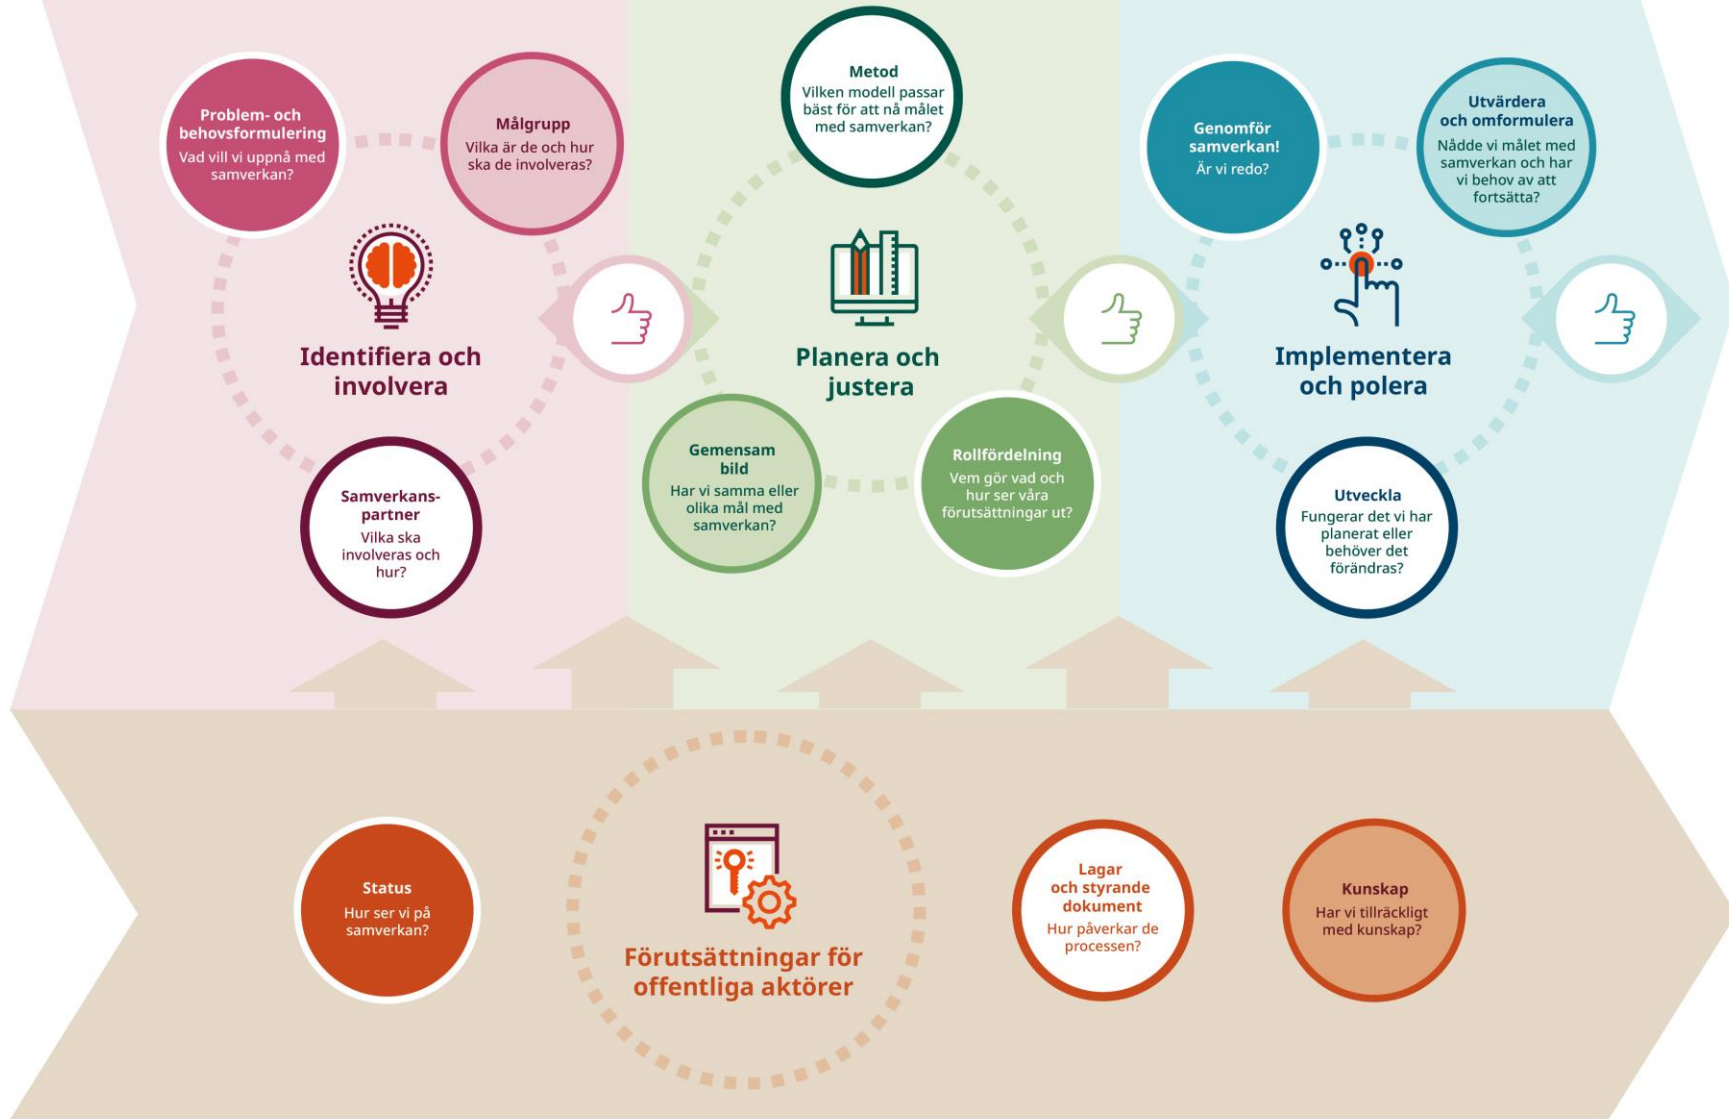 Problem- och
behovsformulering
Vad vill vi uppnå med
samverkan?
Målgrupp
Vilka är de och hur
ska de involveras?
Identifiera och
involvera
Samverkans-
partner
Vilka ska
involveras och
hur?
Metod
Vilken modell passar
bäst för att nå målet
med samverkan?
Planera och
justera
Gemensam
bild
Har vi samma eller
olika mål med
samverkan?
Rollfördelning
Vem gör vad och
hur ser våra
förutsättningar ut?
Genomför
samverkan!
Är vi redo?
Utvärdera
och omformulera
Nådde vi målet med
samverkan och har
vi behov av att
fortsätta?
Implementera
och polera
Utveckla
Fungerar det vi har
planerat eller
behöver det
förändras?
Status
Hur ser vi på
samverkan?
Förutsättningar för
offentliga aktörer
Lagar
och styrande
dokument
Hur påverkar de
processen?
Kunskap
Har vi tillräckligt
med kunskap?